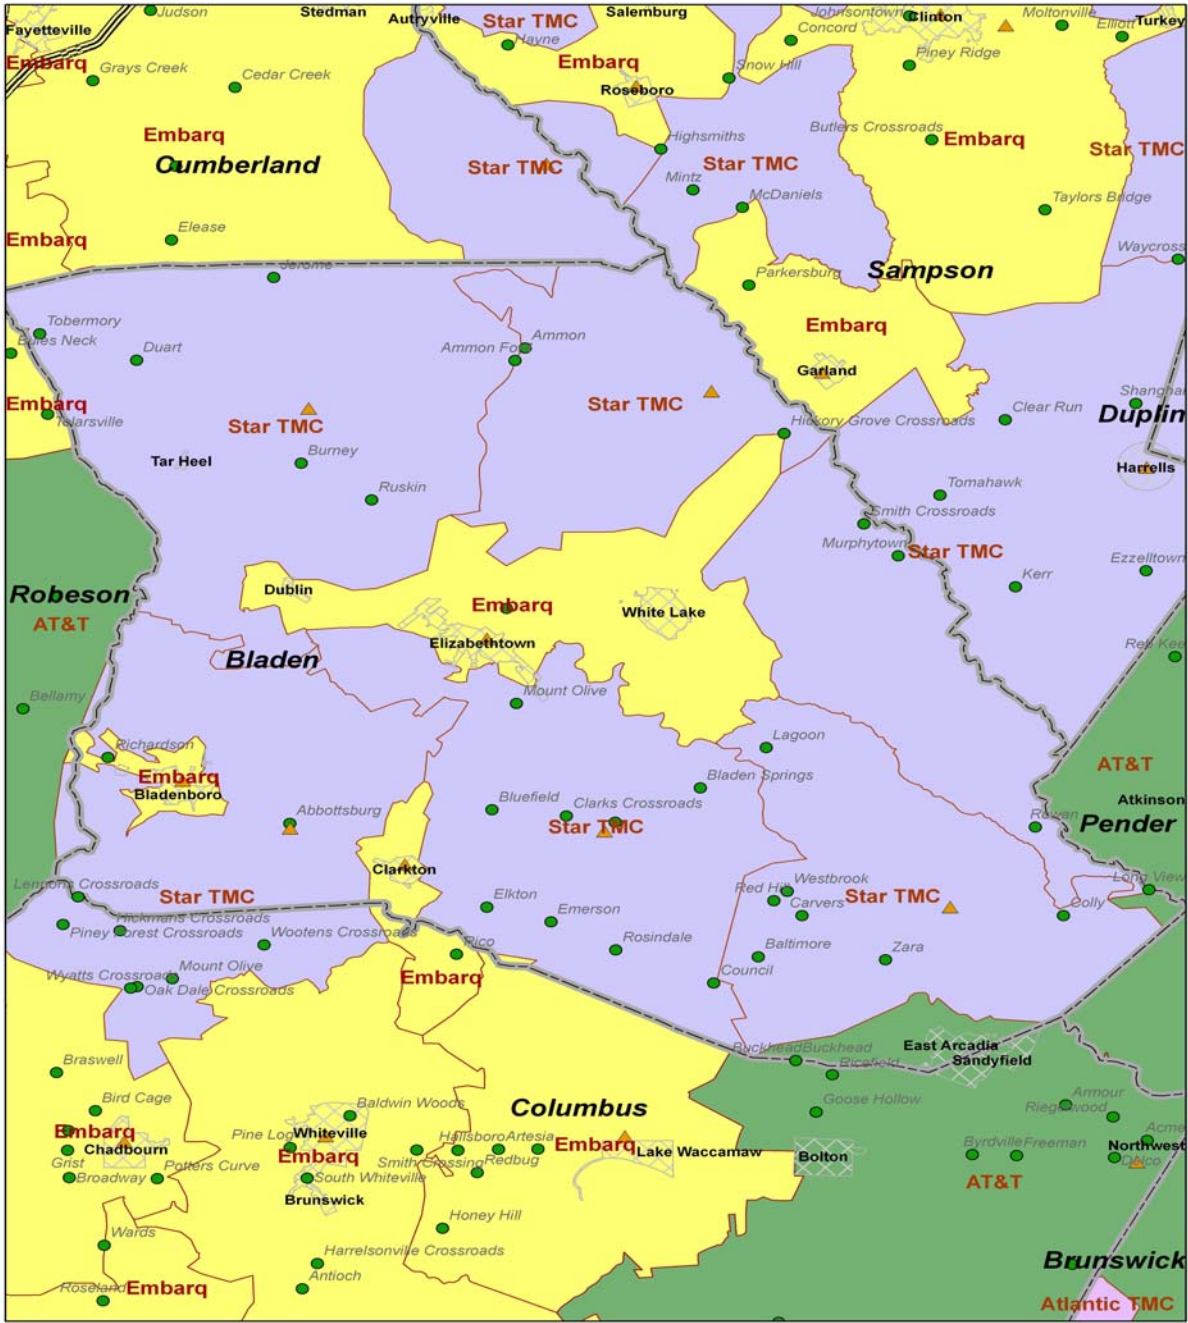 Judson
Stedman
Autryville
Star TMC
Salemburg
Johnsontown
Clinton
Moltonville
Elliott
Turkey
Fayetteville
Hayne
Concord
Embarq
Grays Creek
Cedar Creek
Embarq
Roseboro
Snow Hill
Piney Ridge
Embarq
Cumberland
Star TMC
Highsmiths
Star TMC
Butlers Crossroads
Embarq
Star TMC
Mintz
McDaniels
Taylors Bridge
Elease
Embarq
Waycross
Jerome
Parkersburg
Sampson
Tobermory
Duart
Ammon
Embarq
Garland
Embarq
Star TMC
Star TMC
Hickory Grove Crossroads
Clear Run
Duplin
Tar Heel
Burney
Ruskin
Harrells
Tomahawk
Smith Crossroads
Murphytown
Star TMC
Ezzelltown
Kerr
Robeson
AT&T
Dublin
Embarq
White Lake
Elizabethtown
Bladen
Bellamy
Mount Olive
Lagoon
AT&T
Richardson
Embarq
Bladenboro
Bladen Springs
Atkinson
Abbottsburg
Bluefield
Clarks Crossroads
Star TMC
Rowan
Pender
Clarkton
Long View
Lennons Crossroads
Star TMC
Elkton
Emerson
Red Hill
Westbrook
Carvers
Star TMC
Colly
Hickmans Crossroads
Piney Forest Crossroads
Wootens Crossroads
Pico
Rosindale
Baltimore
Zara
Wyatts Crossroads
Mount Olive
Oak Dale Crossroads
Embarq
Council
East Arcadia
Sandyfield
Braswell
Buckhead
Buckhead
Ricefield
Bird Cage
Baldwin Woods
Columbus
Goose Hollow
Armour
Riegelwood
Acme
Embarq
Chadbourn
Pine Log
Whiteville
Embarq
Hallsboro
Artesia
Embarq
Lake Waccamaw
Bolton
Byrdville
Freeman
Northwest
Delco
Grist
Broadway
Potters Curve
South Whiteville
Smith Crossing
Redbug
AT&T
Brunswick
Wards
Honey Hill
Harrelsonville Crossroads
Antioch
Roseland
Embarq
Brunswick
Atlantic TMC